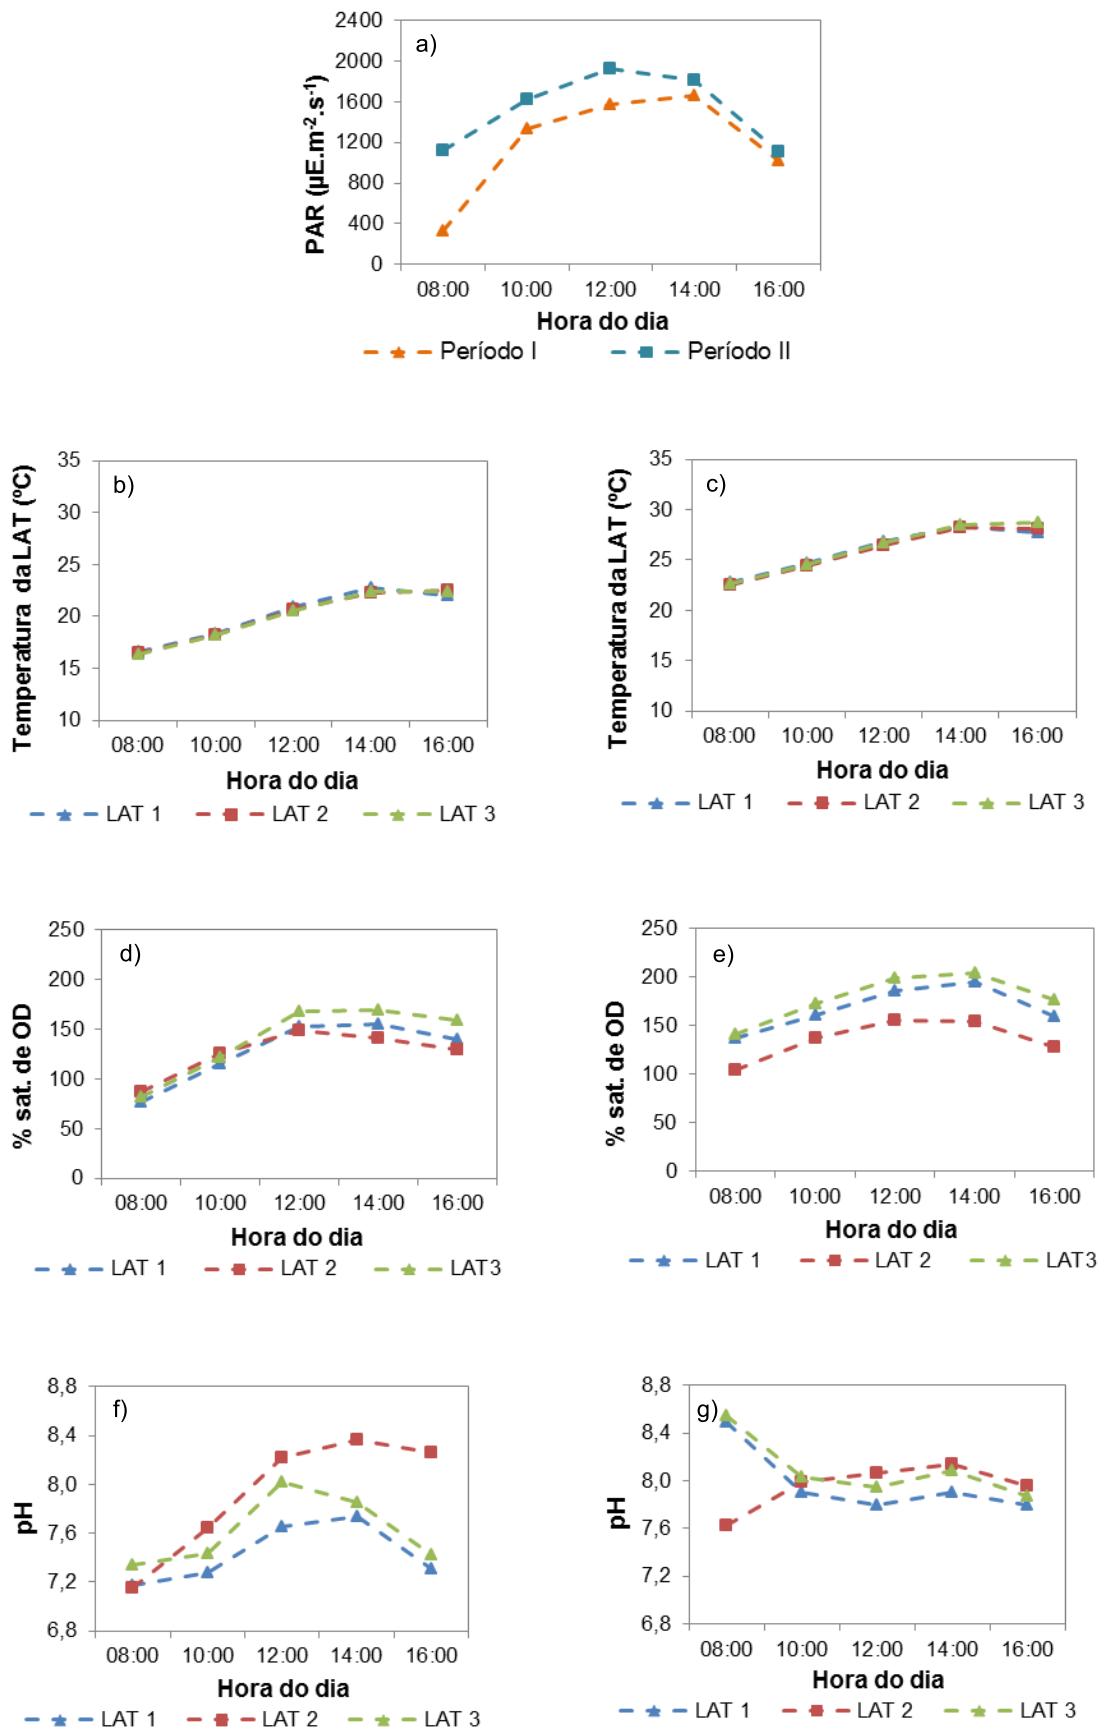 a)
PAR (µE.m-2.s-1)
2400
2000
1600
1200
800
400
0
08:00 10:00 12:00 14:00 16:00
Hora do dia
Período I Período II
b)
Temperatura da LAT (ºC)
35
30
25
20
15
10
08:00 10:00 12:00 14:00 16:00
Hora do dia
LAT 1 LAT 2 LAT 3
c)
Temperatura da LAT (ºC)
35
30
25
20
15
10
08:00 10:00 12:00 14:00 16:00
Hora do dia
LAT 1 LAT 2 LAT 3
d)
% sat. de OD
250
200
150
100
50
0
08:00 10:00 12:00 14:00 16:00
Hora do dia
LAT 1 LAT 2 LAT3
e)
% sat. de OD
250
200
150
100
50
0
08:00 10:00 12:00 14:00 16:00
Hora do dia
LAT 1 LAT 2 LAT3
f)
pH
8,8
8,4
8,0
7,6
7,2
6,8
08:00 10:00 12:00 14:00 16:00
Hora do dia
LAT 1 LAT 2 LAT 3
g)
pH
8,8
8,4
8,0
7,6
7,2
6,8
08:00 10:00 12:00 14:00 16:00
Hora do dia
LAT 1 LAT 2 LAT 3